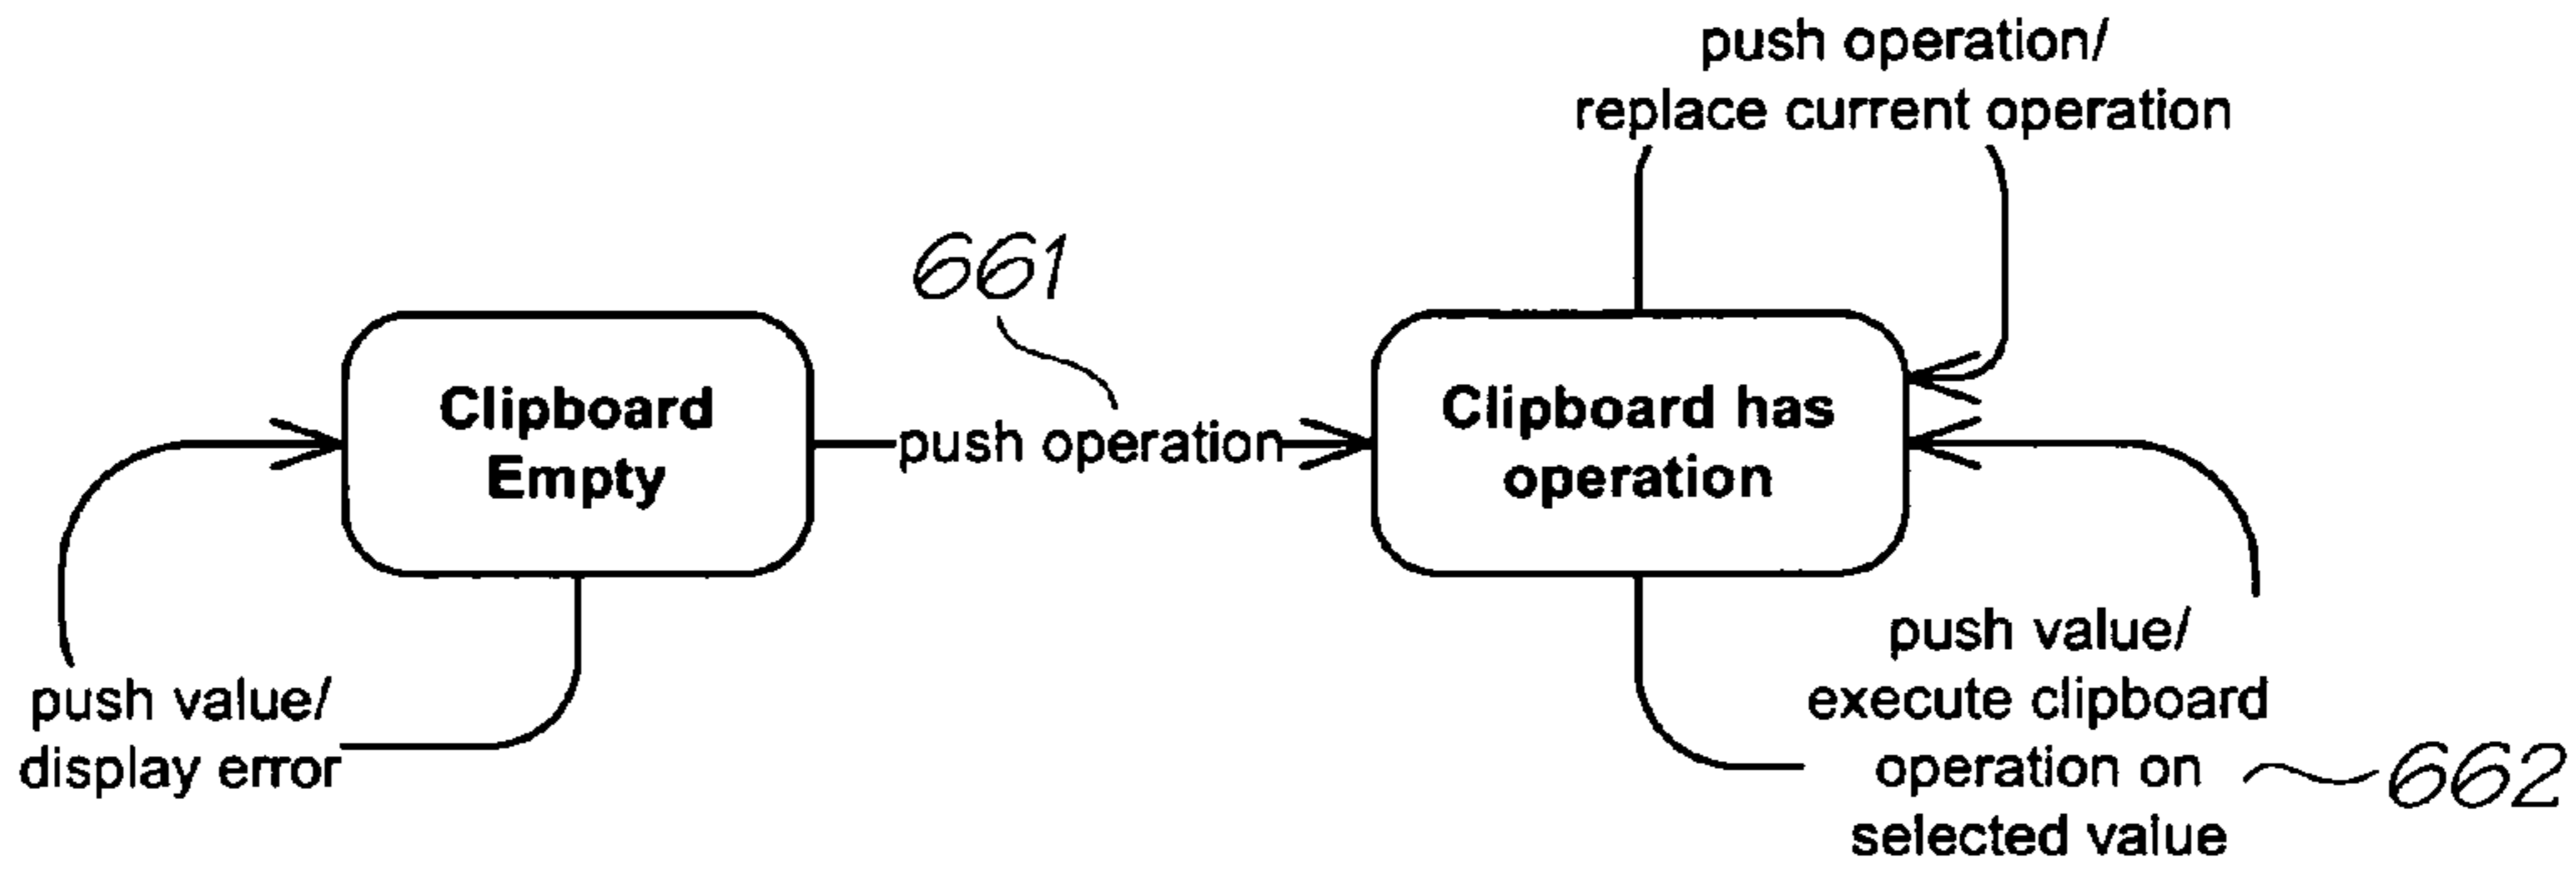 push operation/
replace current operation
661
Clipboard
Empty
push operation
Clipboard has
operation
push value/
display error
push value/
execute clipboard
operation on
selected value
662